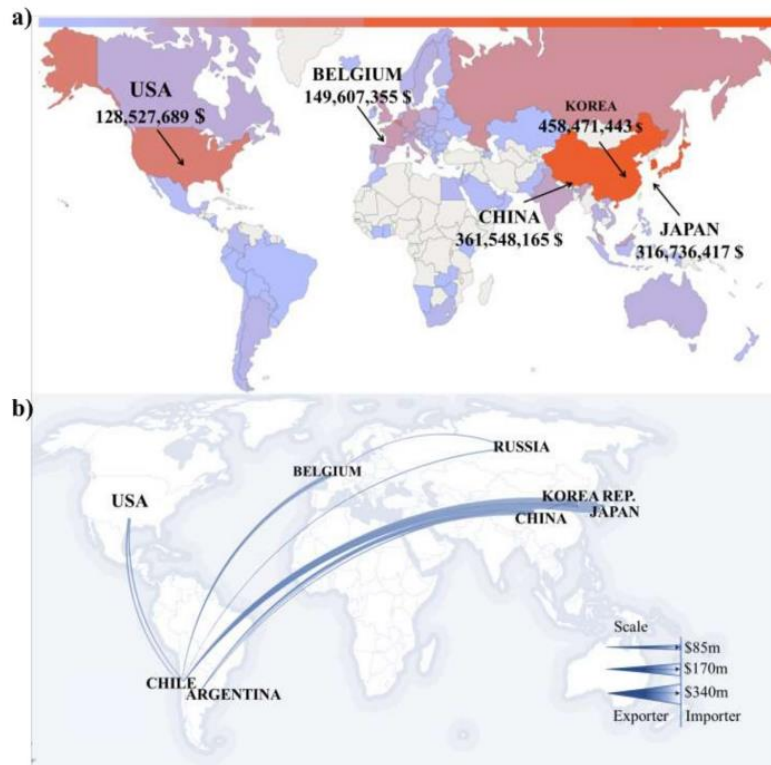 a)
USA
128,527,689 $
BELGIUM
149,607,355 $
KOREA
458,471,443 $
CHINA
361,548,165 $
JAPAN
316,736,417 $
b)
USA
BELGIUM
RUSSIA
KOREA REP.
CHINA
JAPAN
CHILE
ARGENTINA
Scale
$85m
$170m
$340m
Exporter
Importer